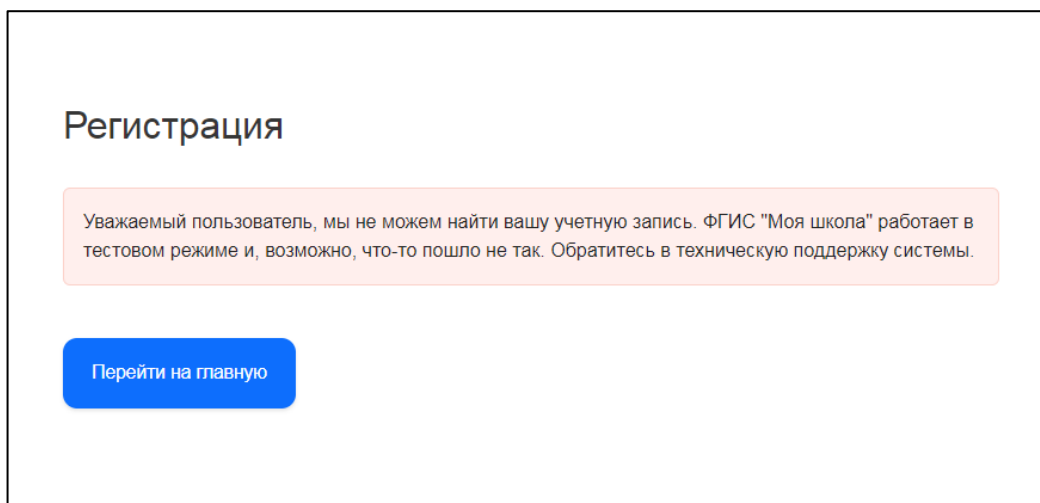 Регистрация
Уважаемый пользователь, мы не можем найти вашу учетную запись. ФГИС "Моя школа" работает в
тестовом режиме и, возможно, что-то пошло не так. Обратитесь в техническую поддержку системы.
Перейти на главную